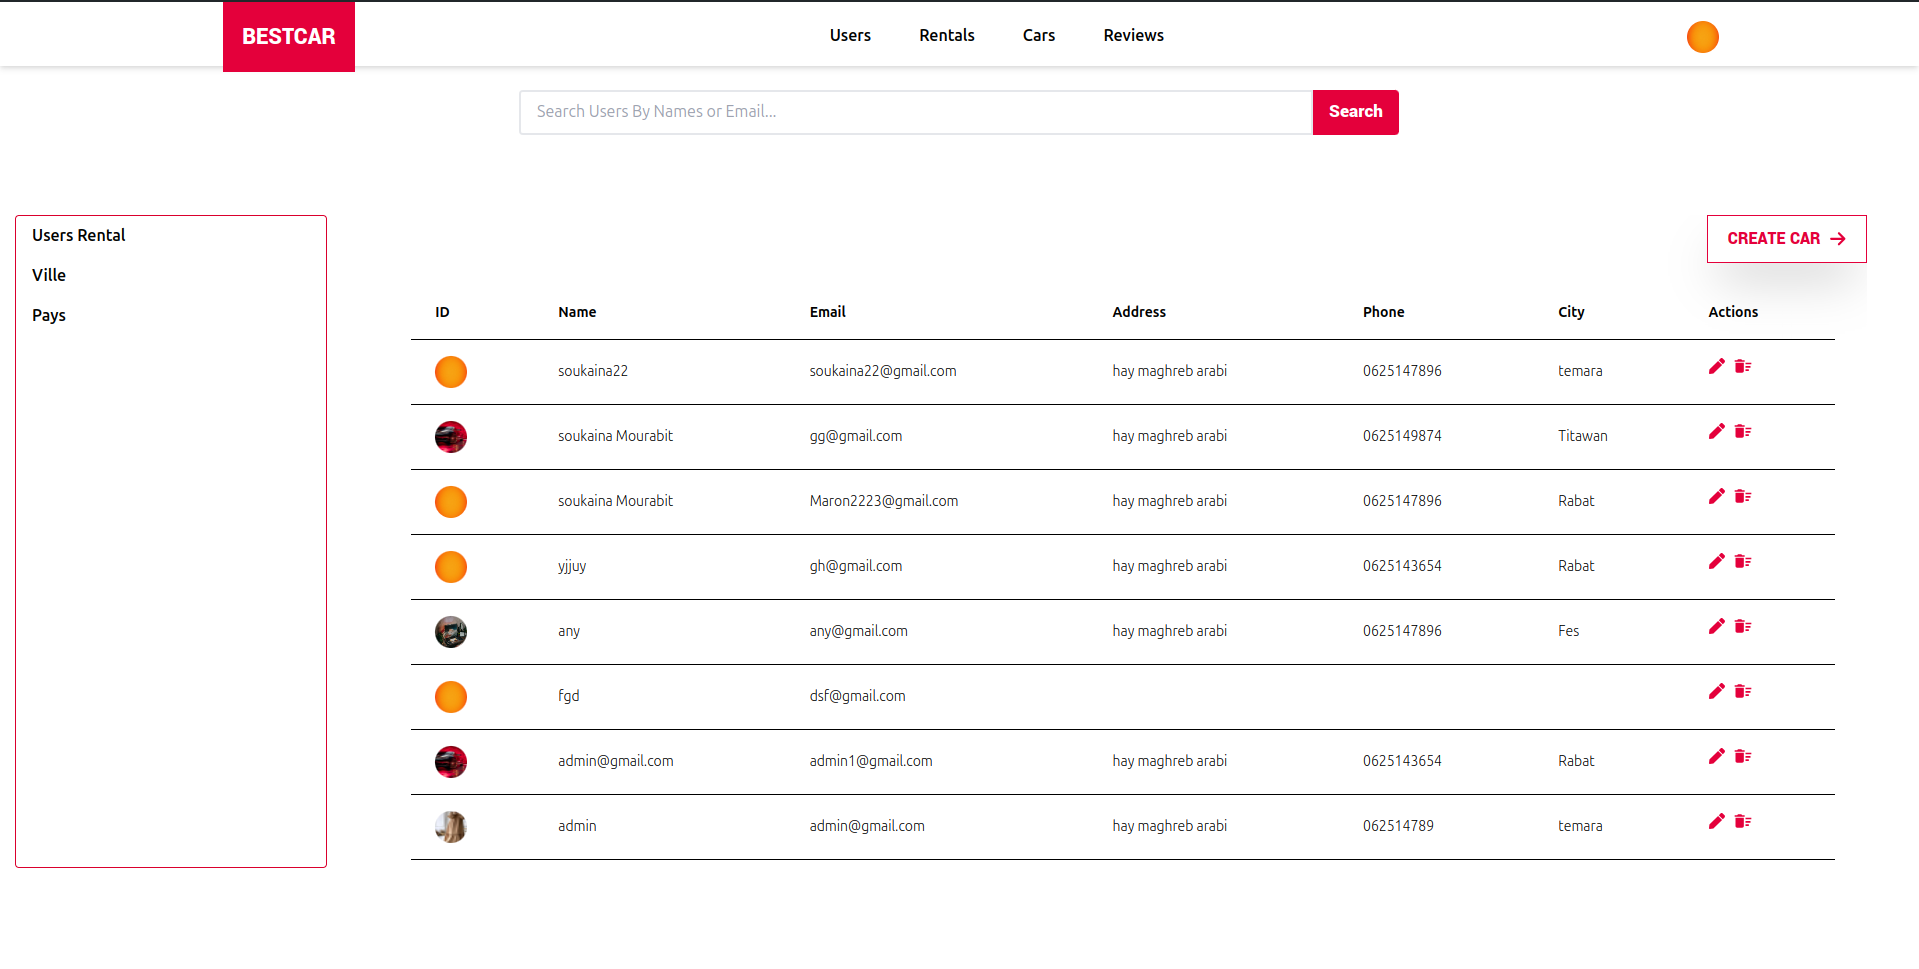 BESTCAR Users Rentals Cars Reviews
Search Users By Names or Email... Search
Users Rental
Ville
Pays
CREATE CAR
ID Name Email Address Phone City Actions
soukaina22 soukaina22@gmail.com hay maghreb arabi 0625147896 temara
soukaina Mourabit gg@gmail.com hay maghreb arabi 0625149874 Titawan
soukaina Mourabit Maron2223@gmail.com hay maghreb arabi 0625147896 Rabat
yjjuy gh@gmail.com hay maghreb arabi 0625143654 Rabat
any any@gmail.com hay maghreb arabi 0625147896 Fes
fgd dsf@gmail.com
admin@gmail.com admin1@gmail.com hay maghreb arabi 0625143654 Rabat
admin admin@gmail.com hay maghreb arabi 062514789 temara